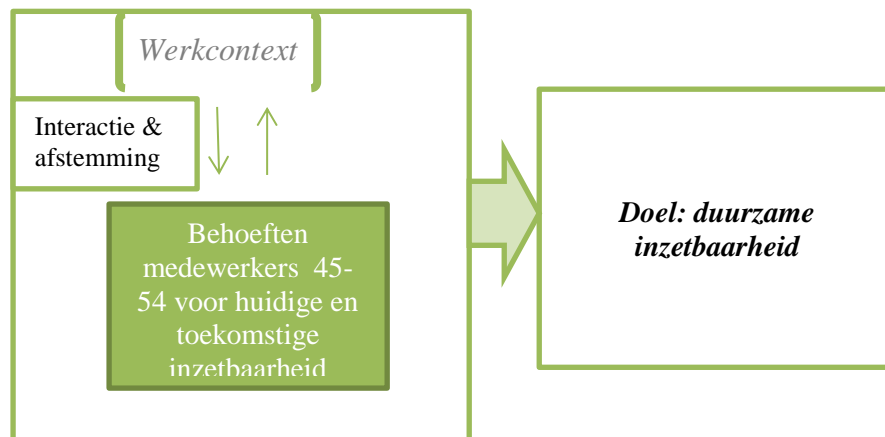 Werkcontext
Interactie &
afstemming
Behoeften
medewerkers 45-
54 voor huidige en
toekomstige
inzetbaarheid
Doel: duurzame
inzetbaarheid